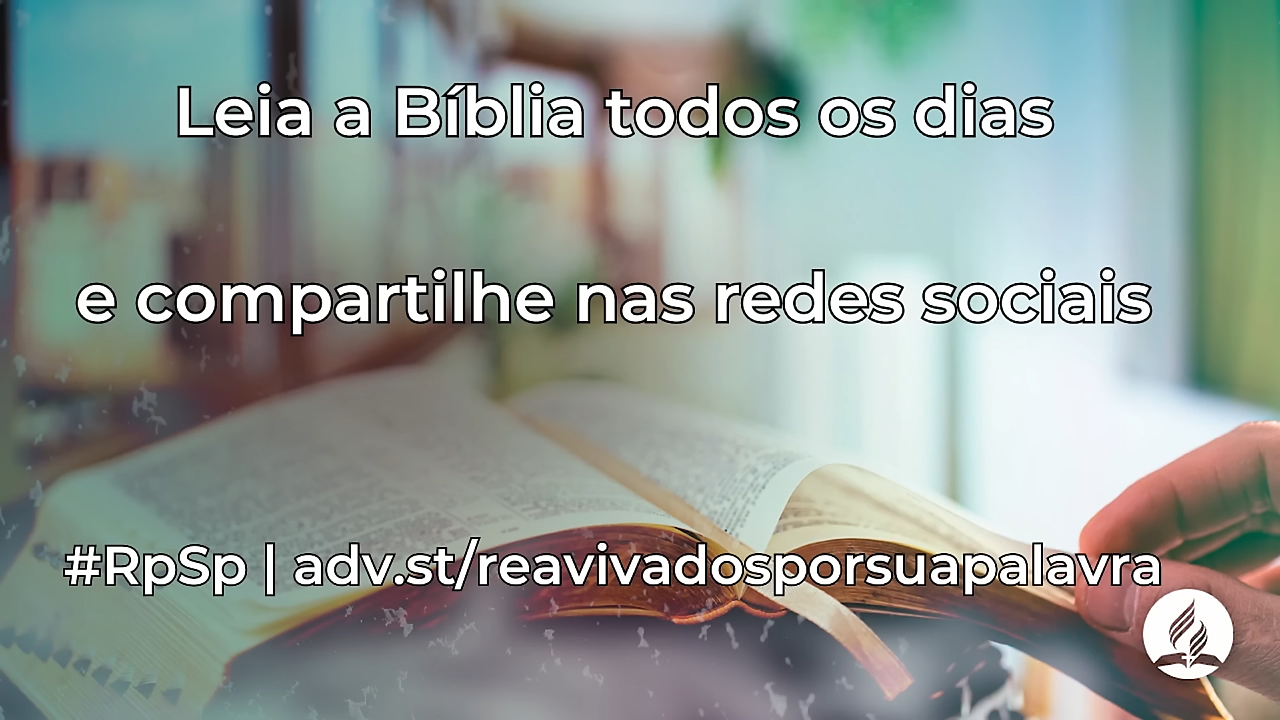 Leia a Bíblia todos os dias
e compartilhe nas redes sociais
#RpSp | adv.st/reavivadosporsuapalavra